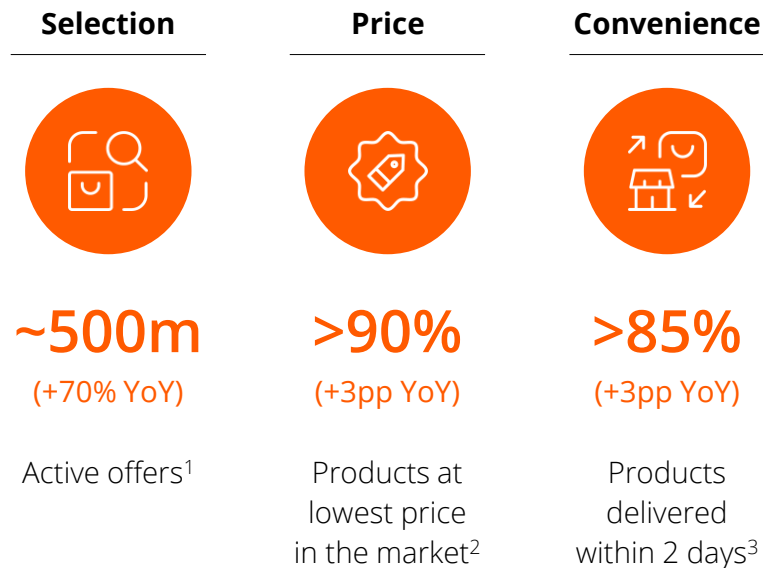 Selection
~500m
(+70% YoY)
Active offers¹
Price
>90%
(+3pp YoY)
Products at
lowest price
in the market²
Convenience
>85%
(+3pp YoY)
Products
delivered
within 2 days³